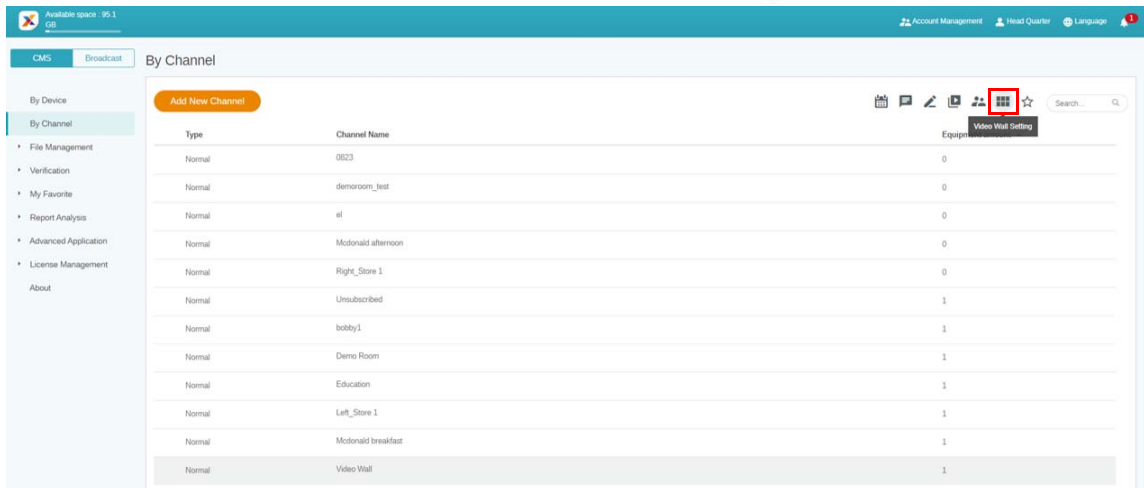 Available space : 95.1 GB
Account Management
Head Quarter
Language
1
CMS
Broadcast
By Channel
By Device
By Channel
File Management
Verification
My Favorite
Report Analysis
Advanced Application
License Management
About
Add New Channel
Search...
Video Wall Setting
Type Channel Name
Normal 0823 0
Normal demoroom_test 0
Normal el 0
Normal Mcdonald afternoon 0
Normal Right_Store 1 0
Normal Unsubscribed 1
Normal bobby1 1
Normal Demo Room 1
Normal Education 1
Normal Left_Store 1 1
Normal Mcdonald breakfast 1
Normal Video Wall 1